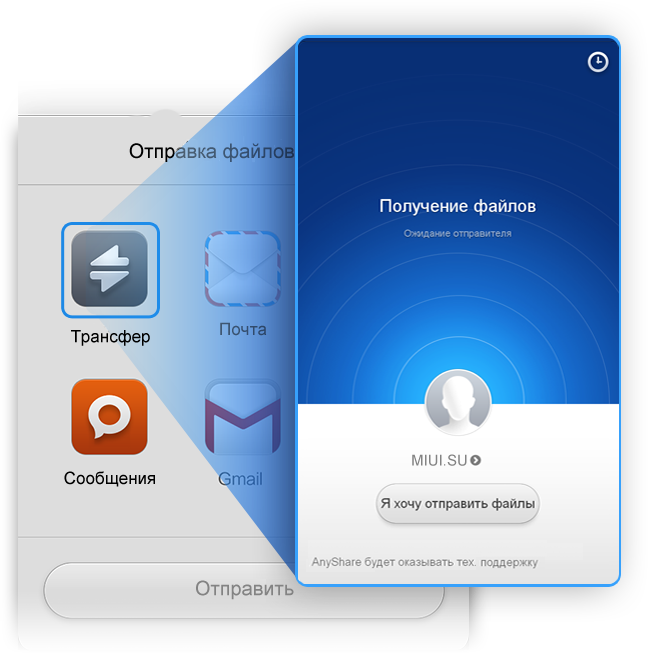 Отправка файлов
Трансфер
Почта
Сообщения
Gmail
Отправить
Получение файлов
Ожидание отправителя
MIUI.SU
Я хочу отправить файлы
AnyShare будет оказывать тех. поддержку